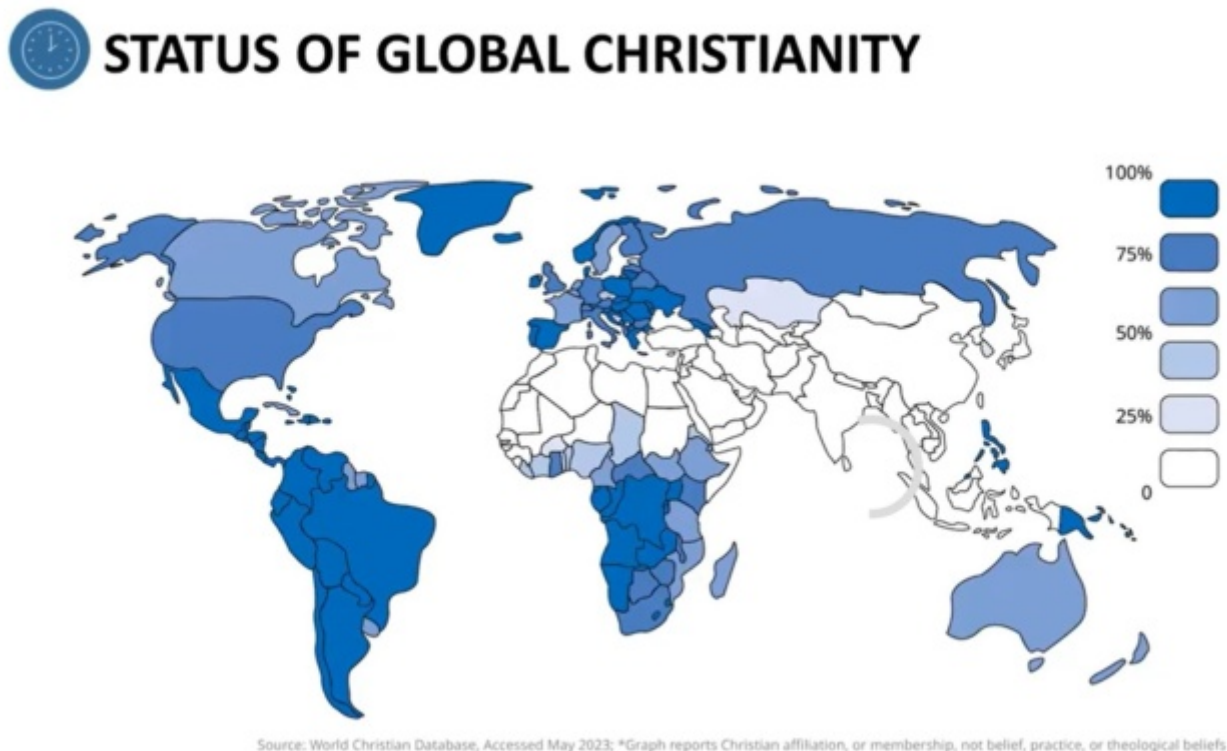 STATUS OF GLOBAL CHRISTIANITY
100%
75%
50%
25%
0
Source: World Christian Database, Accessed May 2023; *Graph reports Christian affiliation, or membership, not belief, practice, or theological beliefs